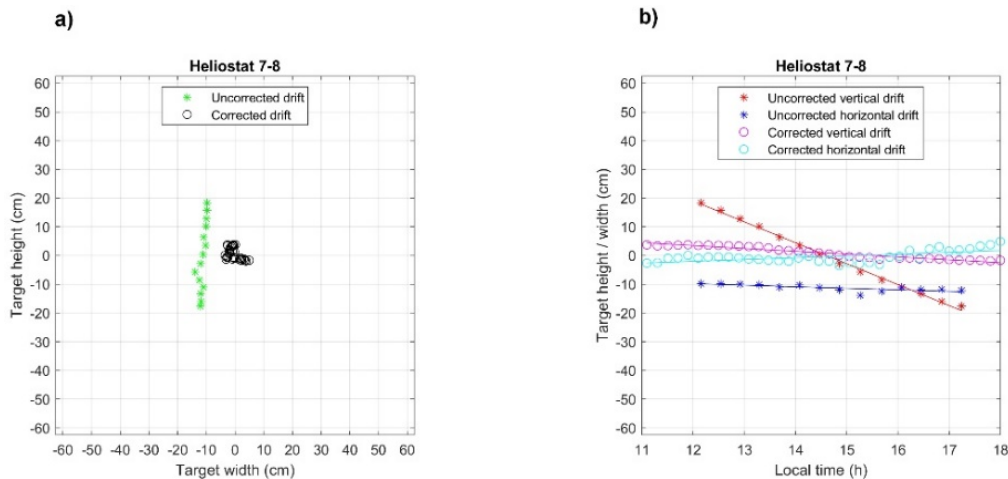 a)
Heliostat 7-8
Uncorrected drift
Corrected drift
60
50
40
30
20
10
0
-10
-20
-30
-40
-50
-60
Target height (cm)
-60 -50 -40 -30 -20 -10 0 10 20 30 40 50 60
Target width (cm)
b)
Heliostat 7-8
Uncorrected vertical drift
Uncorrected horizontal drift
Corrected vertical drift
Corrected horizontal drift
60
50
40
30
20
10
0
-10
-20
-30
-40
-50
-60
Target height / width (cm)
11 12 13 14 15 16 17 18
Local time (h)